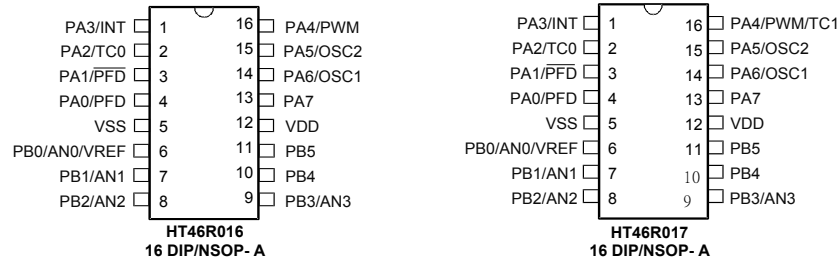 PA3/INT 1 16 PA4/PWM
PA2/TC0 2 15 PA5/OSC2
PA1/PFD 3 14 PA6/OSC1
PA0/PFD 4 13 PA7
VSS 5 12 VDD
PB0/AN0/VREF 6 11 PB5
PB1/AN1 7 10 PB4
PB2/AN2 8 9 PB3/AN3
HT46R016
16 DIP/NSOP- A
PA3/INT 1 16 PA4/PWM/TC1
PA2/TC0 2 15 PA5/OSC2
PA1/PFD 3 14 PA6/OSC1
PA0/PFD 4 13 PA7
VSS 5 12 VDD
PB0/AN0/VREF 6 11 PB5
PB1/AN1 7 10 PB4
PB2/AN2 8 9 PB3/AN3
HT46R017
16 DIP/NSOP- A